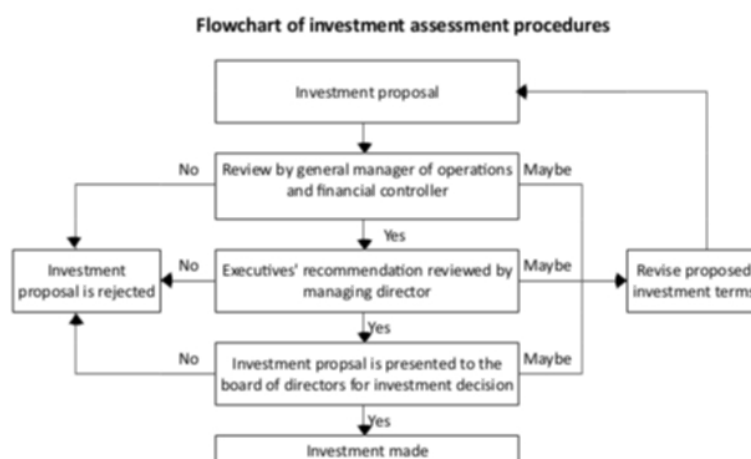 Flowchart of investment assessment procedures
Investment proposal
No
Review by general manager of operations
and financial controller
Maybe
Yes
Investment
proposal is rejected
No
Executives' recommendation reviewed by
managing director
Maybe
Revise proposed
investment terms
Yes
No
Investment propsal is presented to the
board of directors for investment decision
Maybe
Yes
Investment made